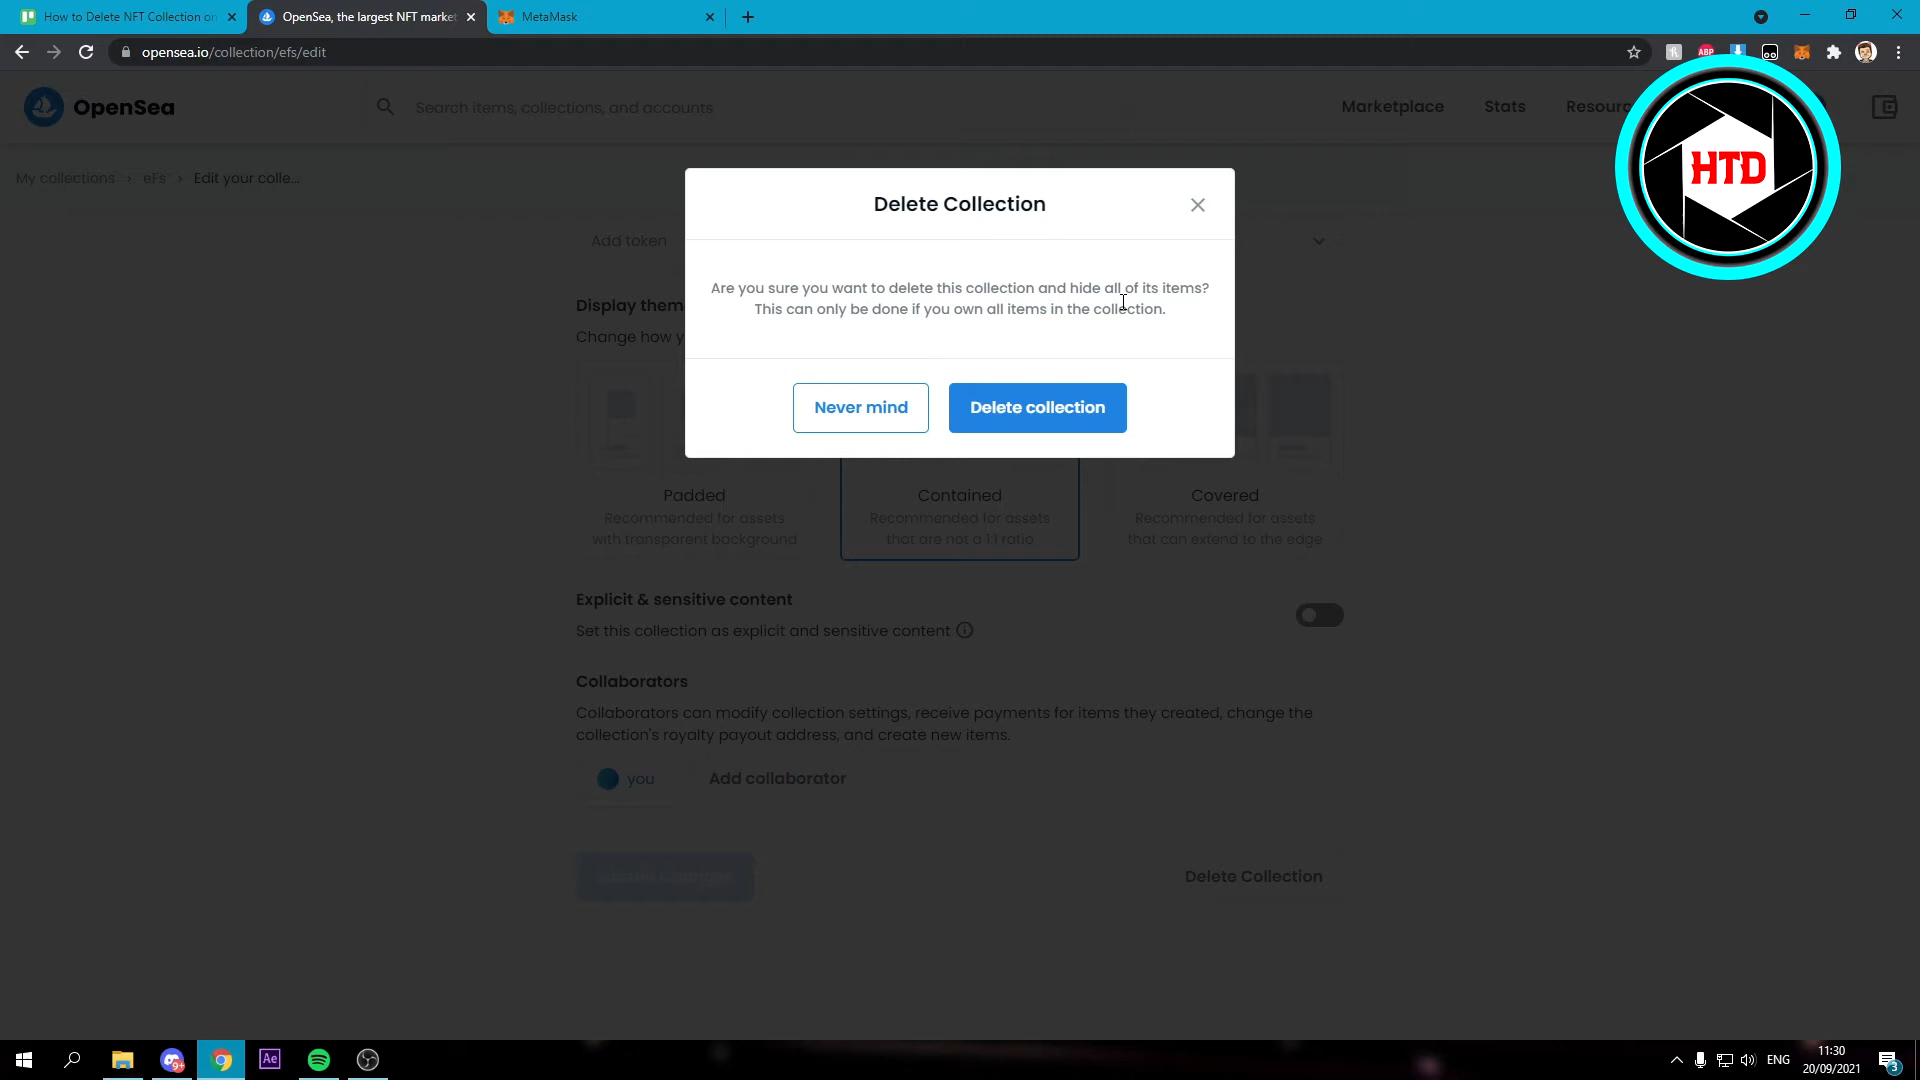 How to Delete NFT Collection on
OpenSea, the largest NFT market
MetaMask
opensea.io/collection/efs/edit
ABP
OpenSea
Search items, collections, and accounts
Marketplace
Stats
Resourc
HTD
My collections
eFs
Edit your colle...
Delete Collection
Add token
Are you sure you want to delete this collection and hide all of its items?
This can only be done if you own all items in the collection.
Display them
Change how y
Never mind
Delete collection
Padded
Recommended for assets
with transparent background
Contained
Recommended for assets
that are not a 1:1 ratio
Covered
Recommended for assets
that can extend to the edge
Explicit & sensitive content
Set this collection as explicit and sensitive content
Collaborators
Collaborators can modify collection settings, receive payments for items they created, change the
collection's royalty payout address, and create new items.
you
Add collaborator
Delete Collection
9+
Ae
ENG
11:30
20/09/2021
3